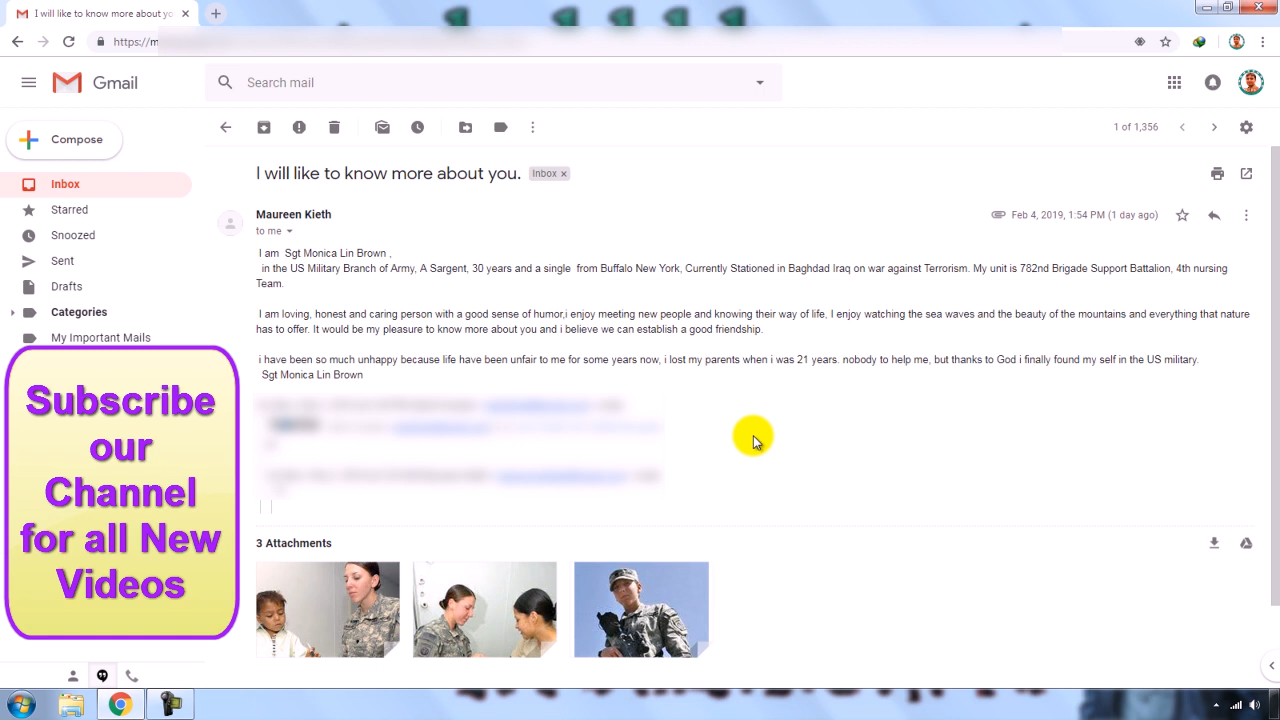 I will like to know more about yo
https://m
Gmail
Search mail
Compose
1 of 1,356
Inbox
Starred
Snoozed
Sent
Drafts
Categories
My Important Mails
I will like to know more about you.
Inbox x
Maureen Kieth
Feb 4, 2019, 1:54 PM (1 day ago)
to me
I am Sgt Monica Lin Brown ,
in the US Military Branch of Army, A Sargent, 30 years and a single from Buffalo New York, Currently Stationed in Baghdad Iraq on war against Terrorism. My unit is 782nd Brigade Support Battalion, 4th nursing
Team.
I am loving, honest and caring person with a good sense of humor,i enjoy meeting new people and knowing their way of life, I enjoy watching the sea waves and the beauty of the mountains and everything that nature
has to offer. It would be my pleasure to know more about you and i believe we can establish a good friendship.
i have been so much unhappy because life have been unfair to me for some years now, i lost my parents when i was 21 years. nobody to help me, but thanks to God i finally found my self in the US military.
Sgt Monica Lin Brown
3 Attachments
Subscribe
our
Channel
for all New
Videos